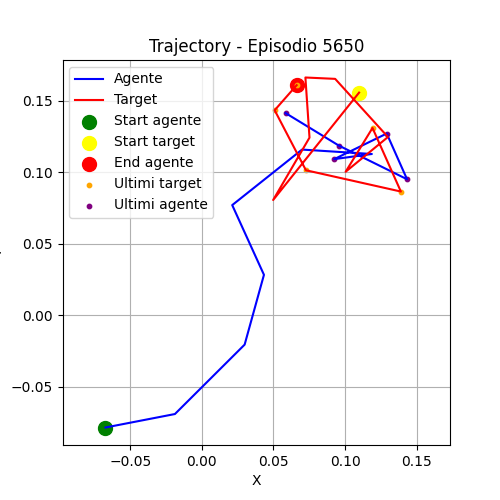 Trajectory - Episodio 5650
Agente
Target
Start agente
Start target
End agente
Ultimi target
Ultimi agente
0.15
0.10
0.05
0.00
−0.05
−0.05
0.00
0.05
0.10
0.15
X